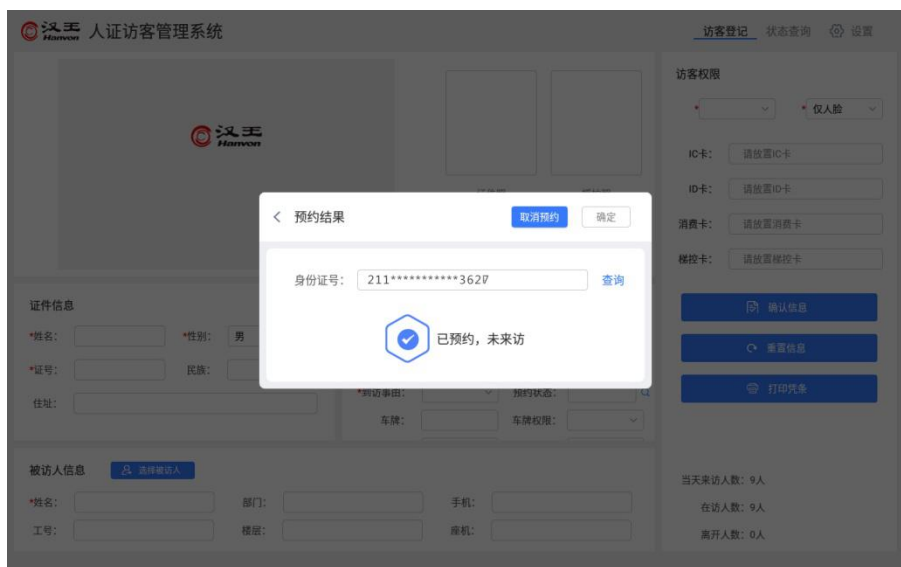 汉王 Hanvon 人证访客管理系统
访客登记 状态查询 设置
汉王 Hanvon
访客权限
* * 仅人脸
IC卡: 请放置IC卡
ID卡: 请放置ID卡
消费卡: 请放置消费卡
梯控卡: 请放置梯控卡
确认信息
重置信息
打印凭条
预约结果 取消预约 确定
身份证号: 211***********3627
查询
已预约，未来访
证件信息
*姓名: *性别: 男
*证号: 民族:
住址:
*到访事由: 预约状态:
车牌: 车牌权限:
被访人信息 选择被访人
*姓名: 部门: 手机:
工号: 楼层: 座机:
当天来访人数: 9人
在访人数: 9人
离开人数: 0人